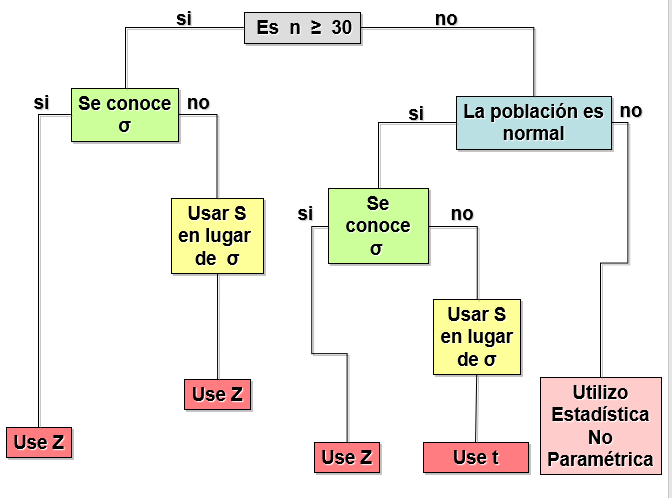 si
Es n ≥ 30
no
si
Se conoce
σ
no
si
La población es
normal
no
Usar S
en lugar
de σ
si
Se
conoce
σ
no
Usar S
en lugar
de σ
Use Z
Utilizo
Estadística
No
Paramétrica
Use Z
Use Z
Use t